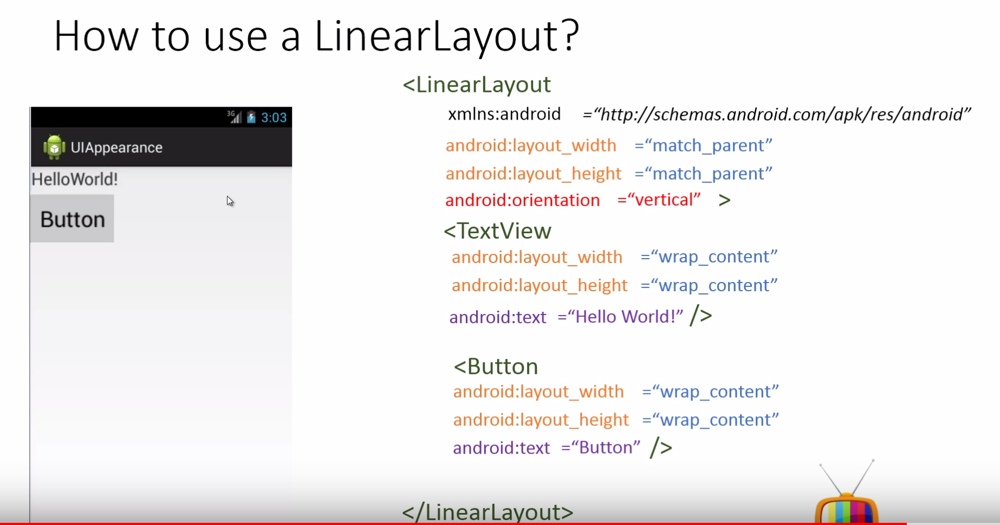 How to use a LinearLayout?
3G 3:03
UIAppearance
HelloWorld!
Button
<LinearLayout
xmlns:android =“http://schemas.android.com/apk/res/android”
android:layout_width =“match_parent”
android:layout_height =“match_parent”
android:orientation =“vertical” >
<TextView
android:layout_width =“wrap_content”
android:layout_height =“wrap_content”
android:text =“Hello World!” />
<Button
android:layout_width =“wrap_content”
android:layout_height =“wrap_content”
android:text =“Button” />
</LinearLayout>